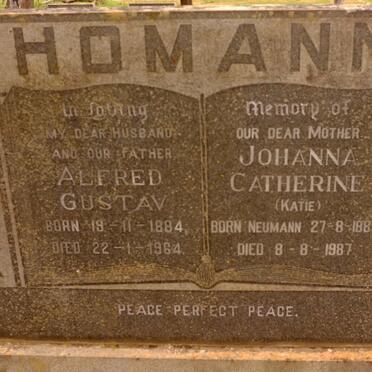 HOMANN
In Loving
MY DEAR HUSBAND
AND OUR FATHER
ALFRED
GUSTAV
BORN 19-11-1884,
DIED 22-1-1964.
Memory of
OUR DEAR MOTHER
JOHANNA
CATHERINE
(KATIE)
BORN NEUMANN 27-8-188
DIED 8-8-1987
PEACE PERFECT PEACE.